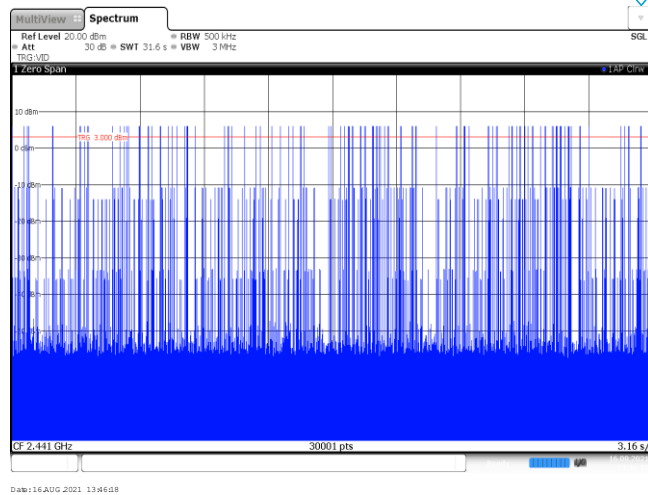 MultiView Spectrum
Ref Level 20.00 dBm RBW 500 kHz SGL
Att 30 dB SWT 31.6 s VBW 3 MHz
TRG:VID
1 Zero Span 1AP Clrw
10 dBm
TRG 3.000 dBm
0 dBm
-10 dBm
-20 dBm
-30 dBm
-40 dBm
CF 2.441 GHz 30001 pts 3.16 s/
Date:16.AUG.2021 13:46:18